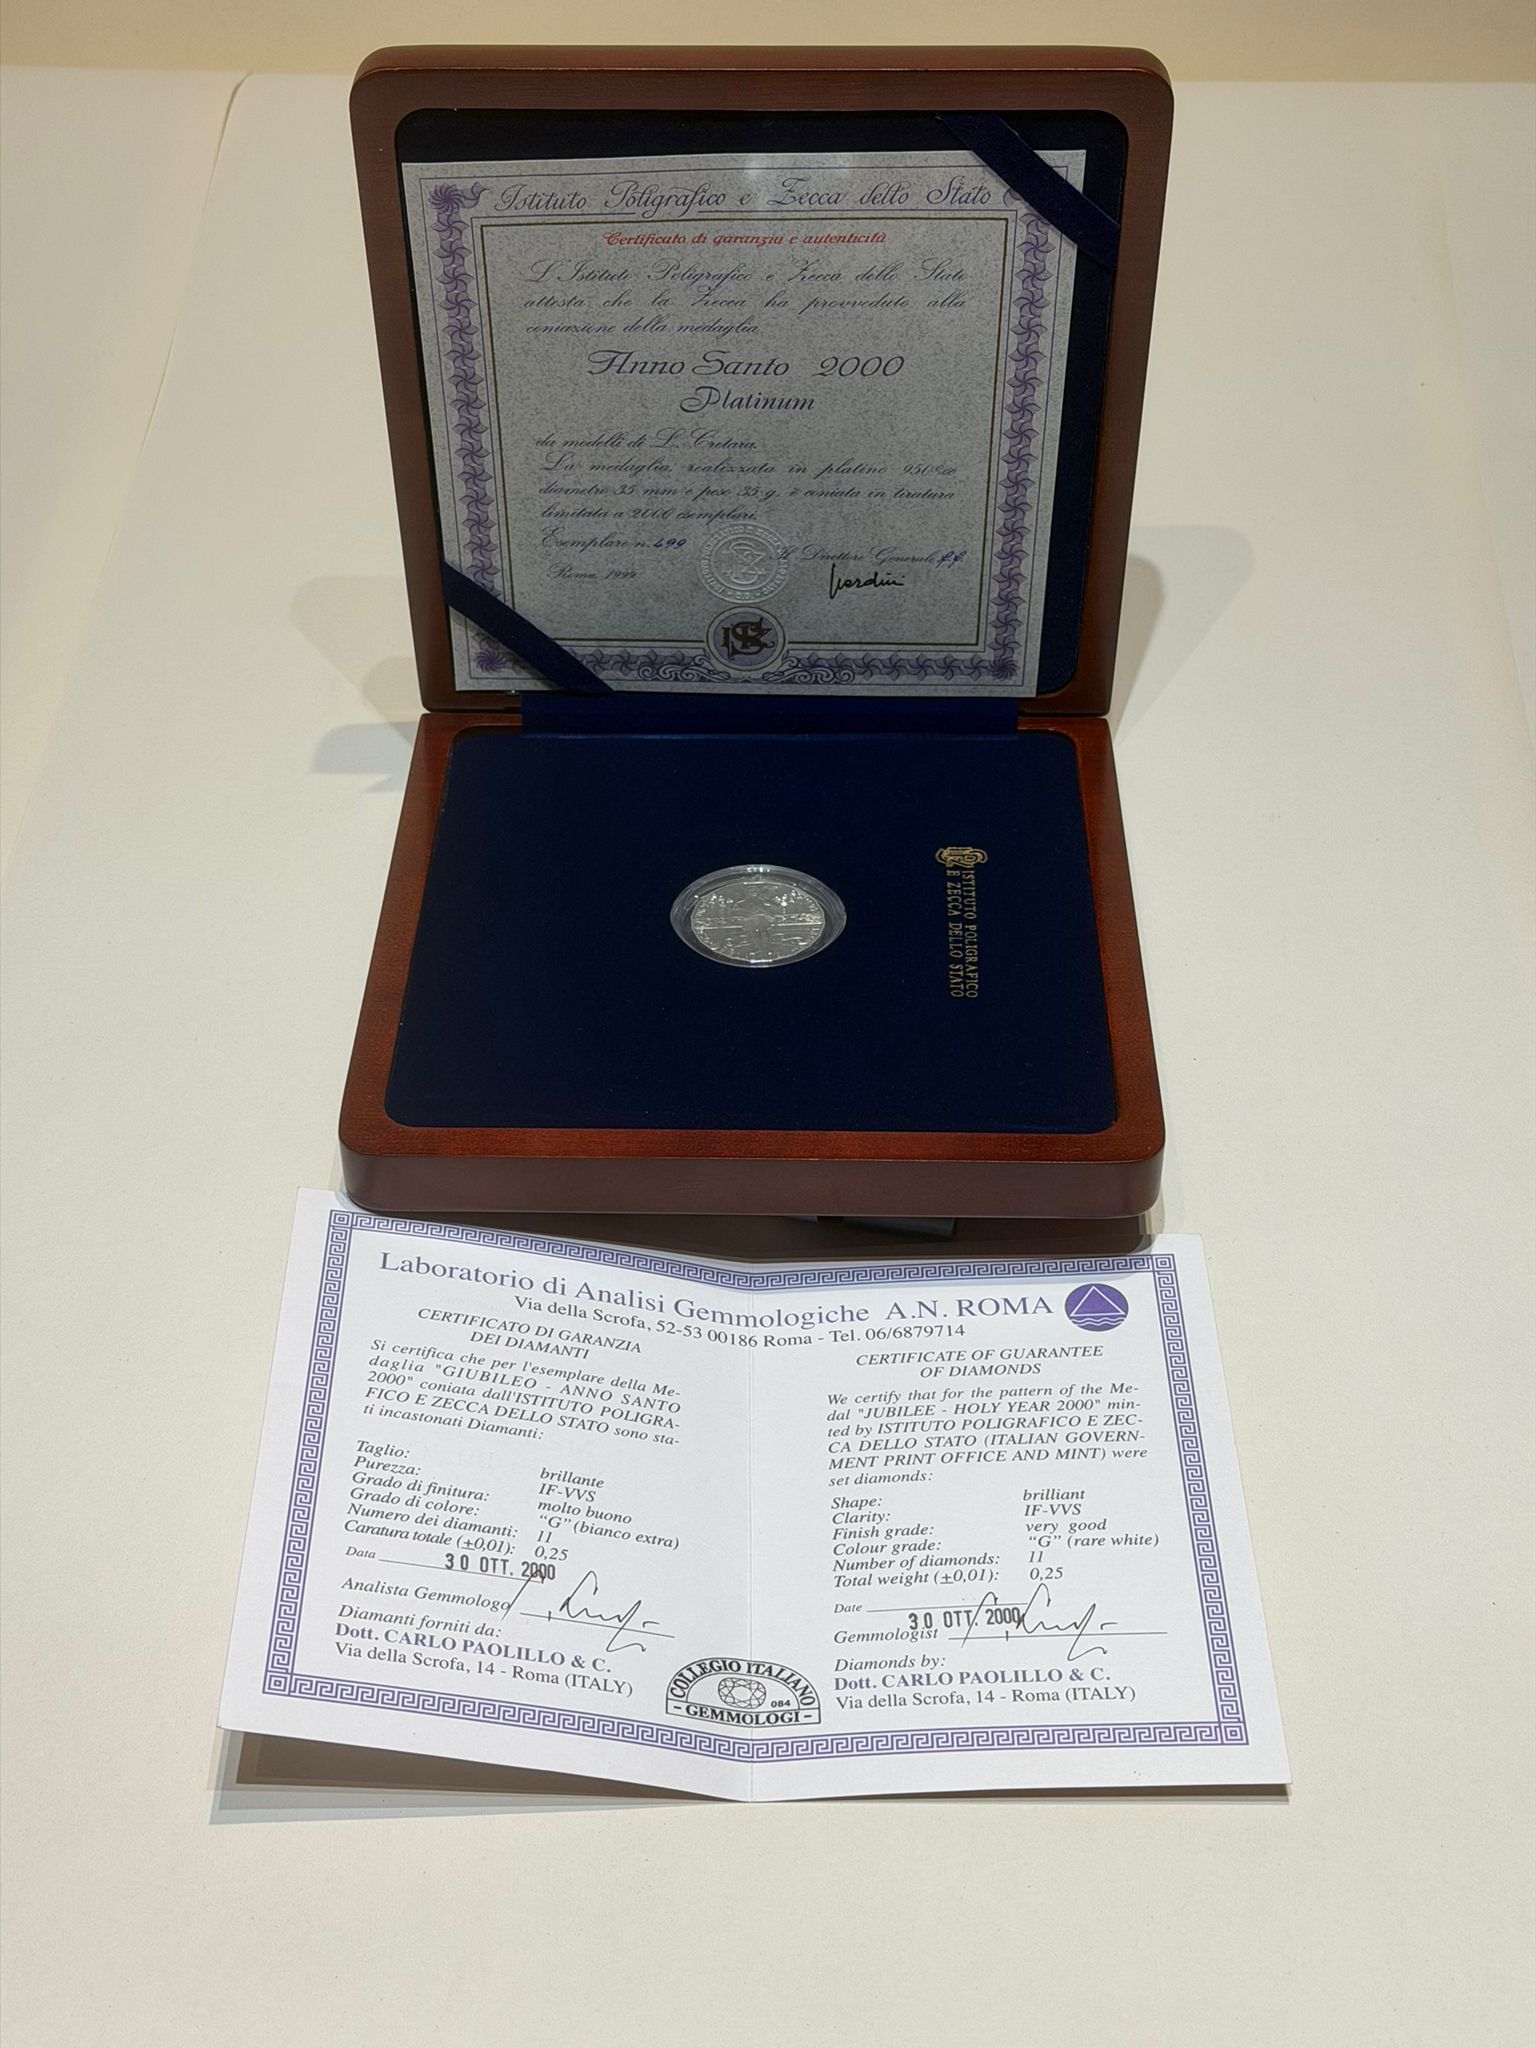 Istituto Poligrafico e Zecca dello Stato
Certificato di garanzia e autenticità
L'Istituto Poligrafico e Zecca dello Stato
attesta che la Zecca ha provveduto alla
coniazione della medaglia
Anno Santo 2000
Platinum
da modelli di L. Cretara.
La medaglia, realizzata in platino 950‰
diametro 35 mm e peso 35 g, è coniata in tiratura
limitata a 2000 esemplari.
Esemplare n. 499
Il Direttore Generale
Roma, 1999
ISTITUTO POLIGRAFICO
E ZECCA DELLO STATO
Laboratorio di Analisi Gemmologiche A.N. ROMA
Via della Scrofa, 52-53 00186 Roma - Tel. 06/6879714
CERTIFICATO DI GARANZIA
DEI DIAMANTI
Si certifica che per l'esemplare della Me-
daglia "GIUBILEO - ANNO SANTO
2000" coniata dall'ISTITUTO POLIGRA-
FICO E ZECCA DELLO STATO sono sta-
ti incastonati Diamanti:
Taglio: brillante
Purezza: IF-VVS
Grado di finitura: molto buono
Grado di colore: "G" (bianco extra)
Numero dei diamanti: 11
Caratura totale (±0,01): 0,25
Data 30 OTT. 2000
Analista Gemmologo
Diamanti forniti da:
Dott. CARLO PAOLILLO & C.
Via della Scrofa, 14 - Roma (ITALY)
COLLEGIO ITALIANO
084
- GEMMOLOGI -
CERTIFICATE OF GUARANTEE
OF DIAMONDS
We certify that for the pattern of the Me-
dal "JUBILEE - HOLY YEAR 2000" min-
ted by ISTITUTO POLIGRAFICO E ZEC-
CA DELLO STATO (ITALIAN GOVERN-
MENT PRINT OFFICE AND MINT) were
set diamonds:
Shape: brilliant
Clarity: IF-VVS
Finish grade: very good
Colour grade: "G" (rare white)
Number of diamonds: 11
Total weight (±0,01): 0,25
Date 30 OTT. 2000
Gemmologist
Diamonds by:
Dott. CARLO PAOLILLO & C.
Via della Scrofa, 14 - Roma (ITALY)